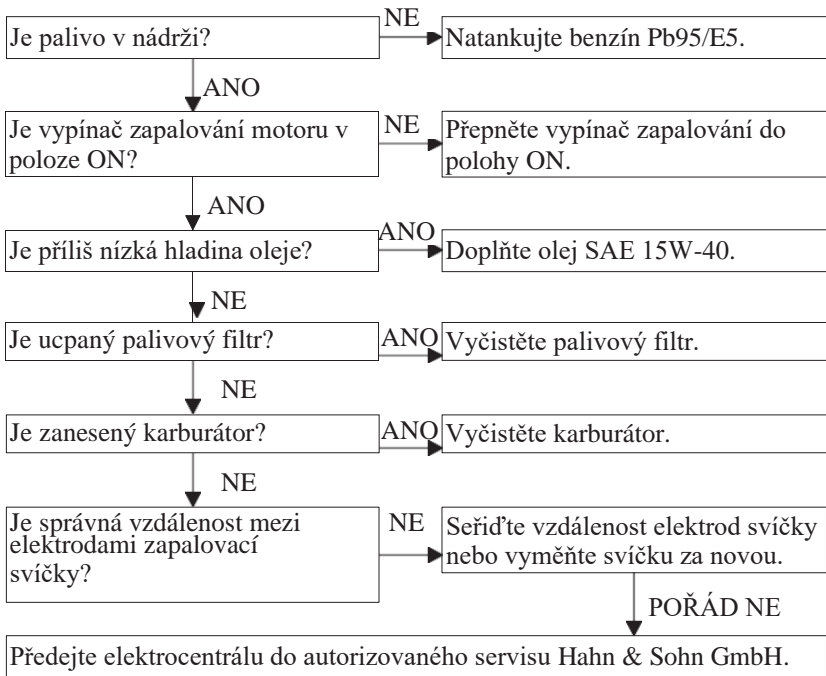 Je palivo v nádrži?
NE
Natankujte benzín Pb95/E5.
ANO
Je vypínač zapalování motoru v
poloze ON?
NE
Přepněte vypínač zapalování do
polohy ON.
ANO
Je příliš nízká hladina oleje?
ANO
Doplňte olej SAE 15W-40.
NE
Je ucpaný palivový filtr?
ANO
Vyčistěte palivový filtr.
NE
Je zanesený karburátor?
ANO
Vyčistěte karburátor.
NE
Je správná vzdálenost mezi
elektrodami zapalovací
svíčky?
NE
Seřiďte vzdálenost elektrod svíčky
nebo vyměňte svíčku za novou.
POŘÁD NE
Předejte elektrocentrálu do autorizovaného servisu Hahn & Sohn GmbH.